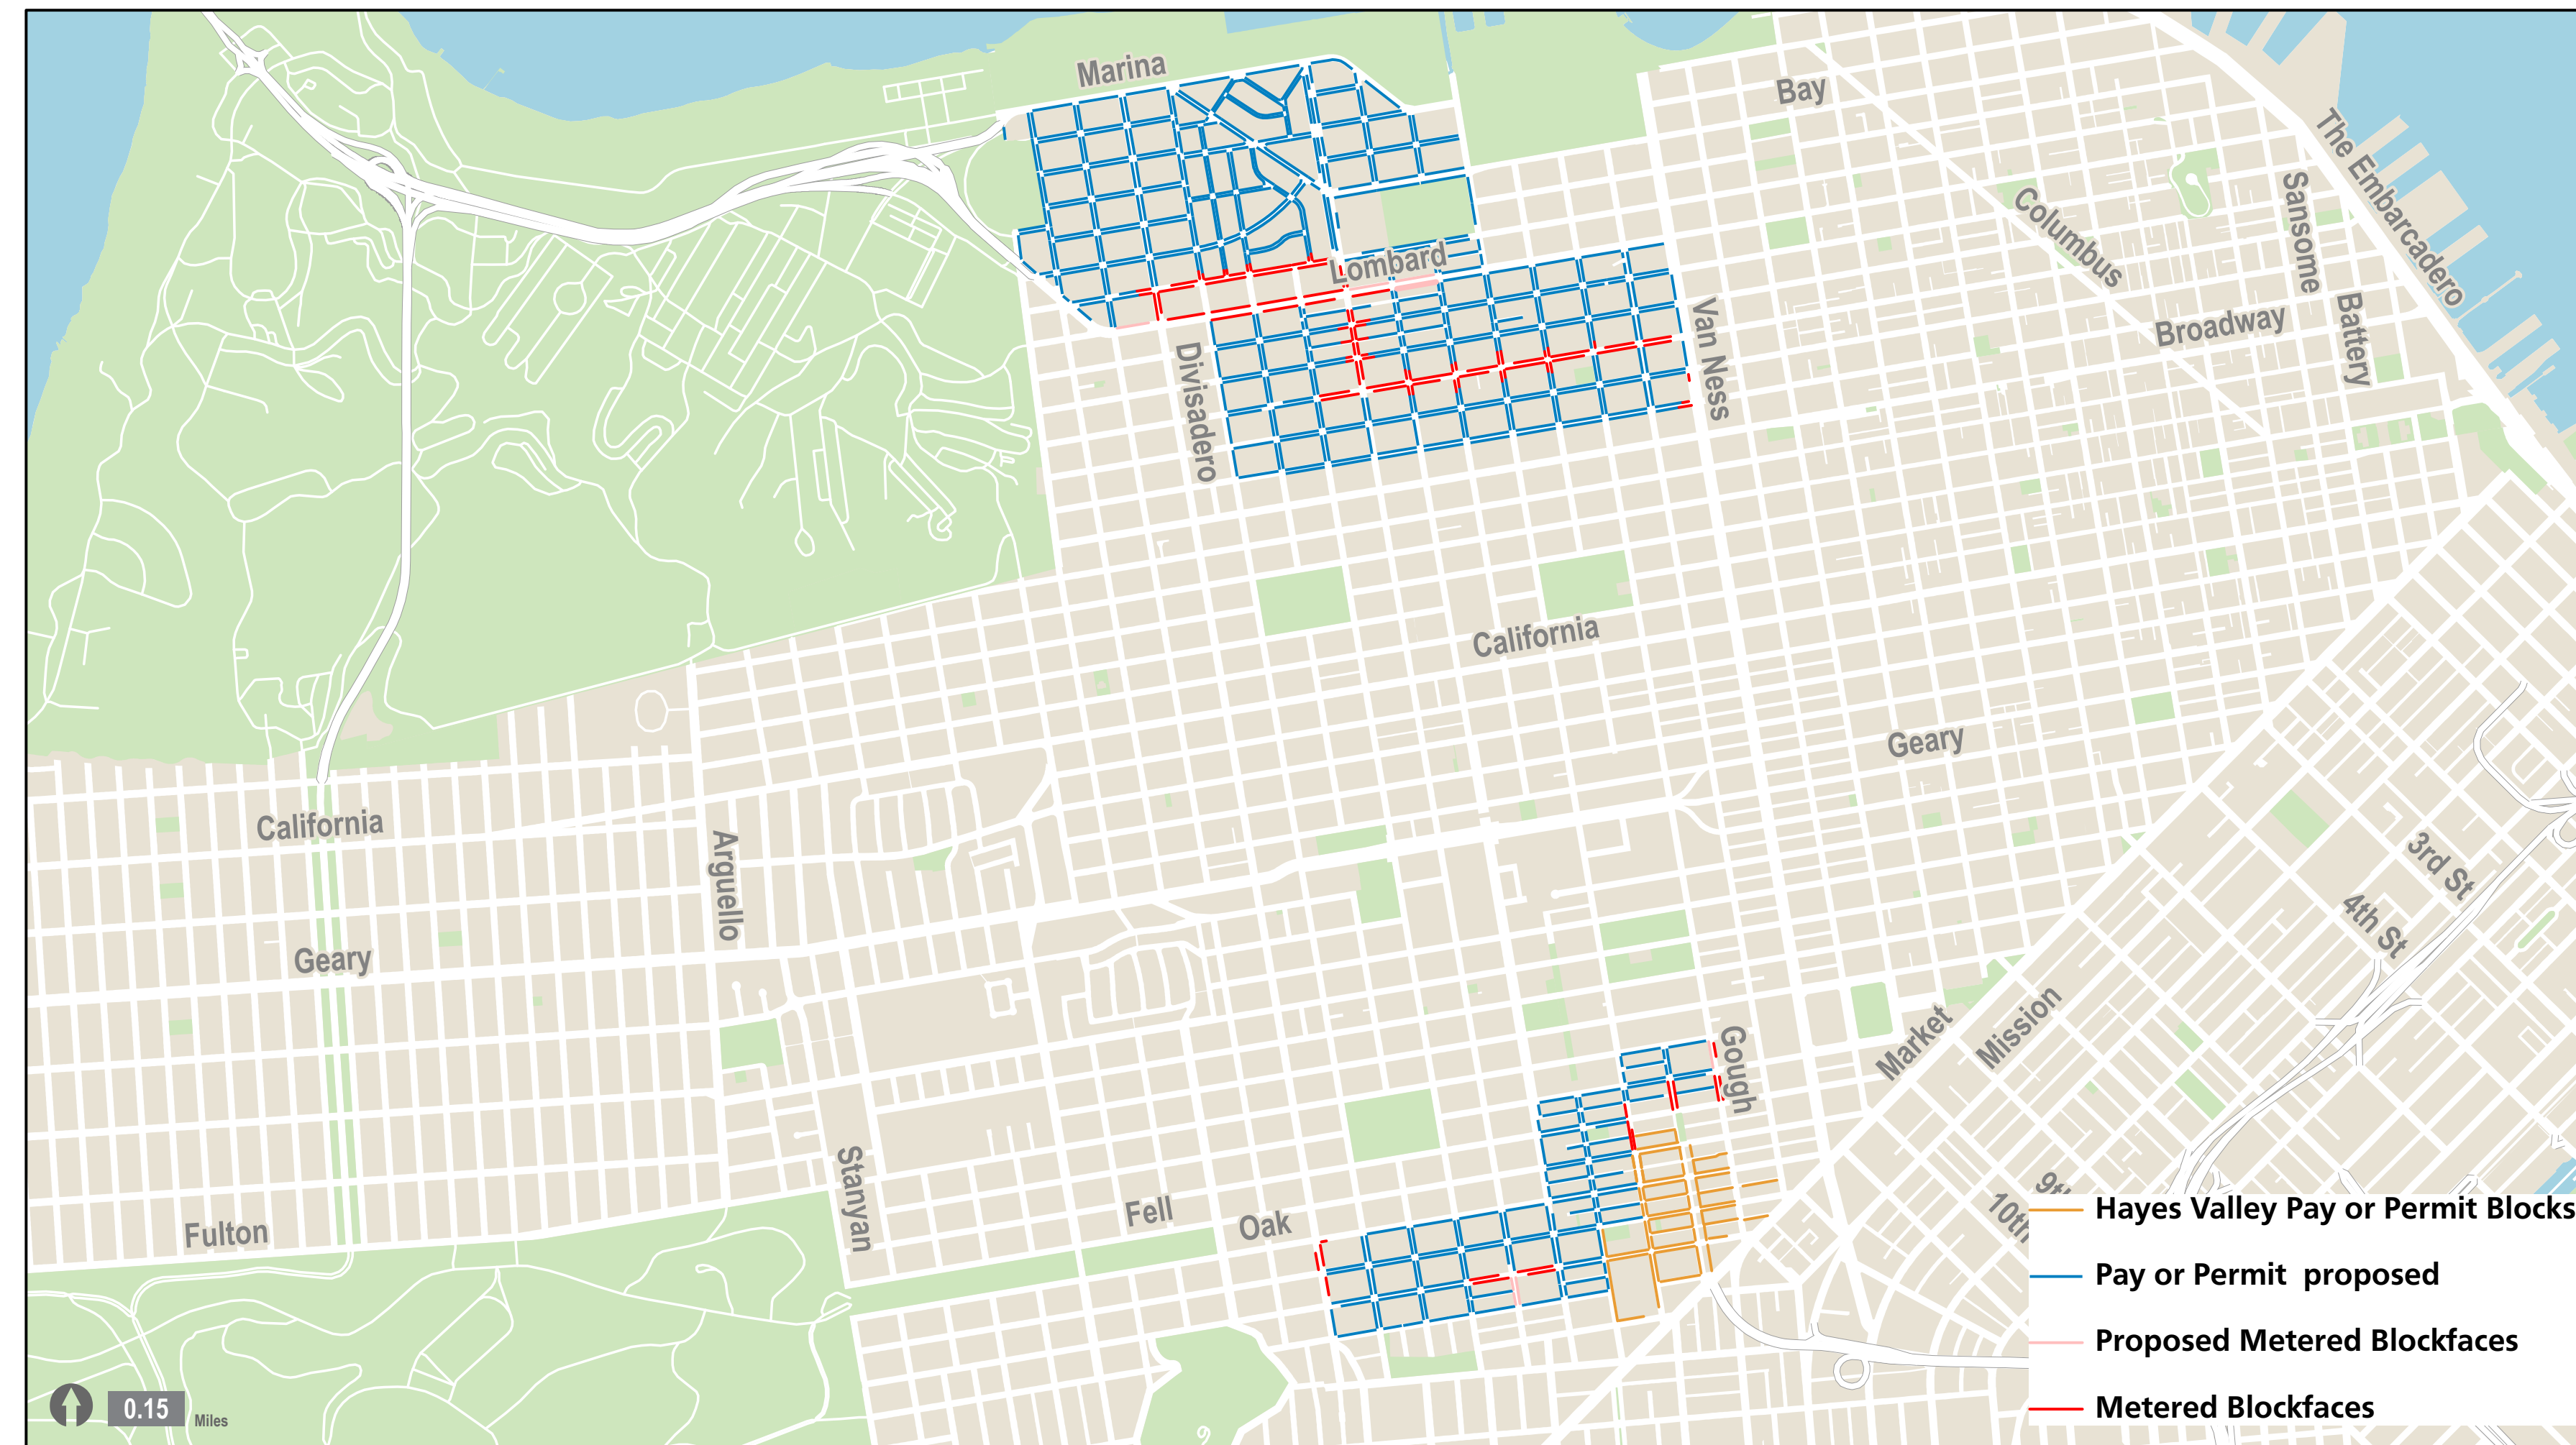 Marina
Bay
The Embarcadero
Columbus
Sansome
Lombard
Battery
Broadway
Van Ness
Divisadero
California
Geary
California
Arguello
3rd St
4th St
Geary
Market
Mission
Gough
Stanyan
Fell
Oak
Fulton
Hayes Valley Pay or Permit Blocks
Pay or Permit proposed
Proposed Metered Blockfaces
Metered Blockfaces
0.15
Miles